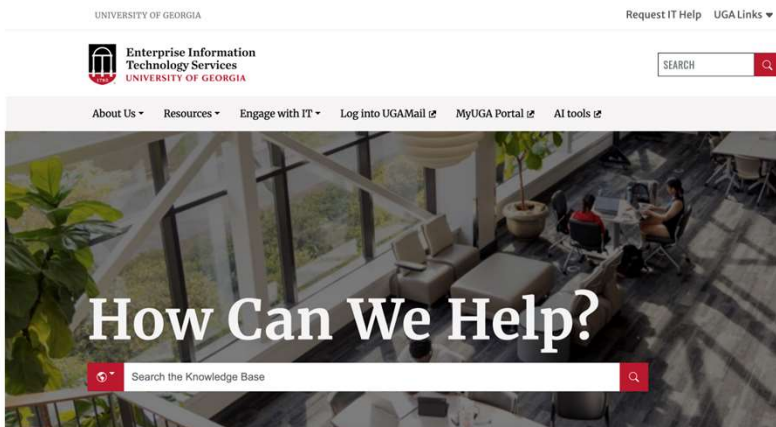 UNIVERSITY OF GEORGIA
Request IT Help UGA Links
Enterprise Information
Technology Services
UNIVERSITY OF GEORGIA
1785
SEARCH
About Us Resources Engage with IT Log into UGAMail MyUGA Portal AI tools
How Can We Help?
Search the Knowledge Base